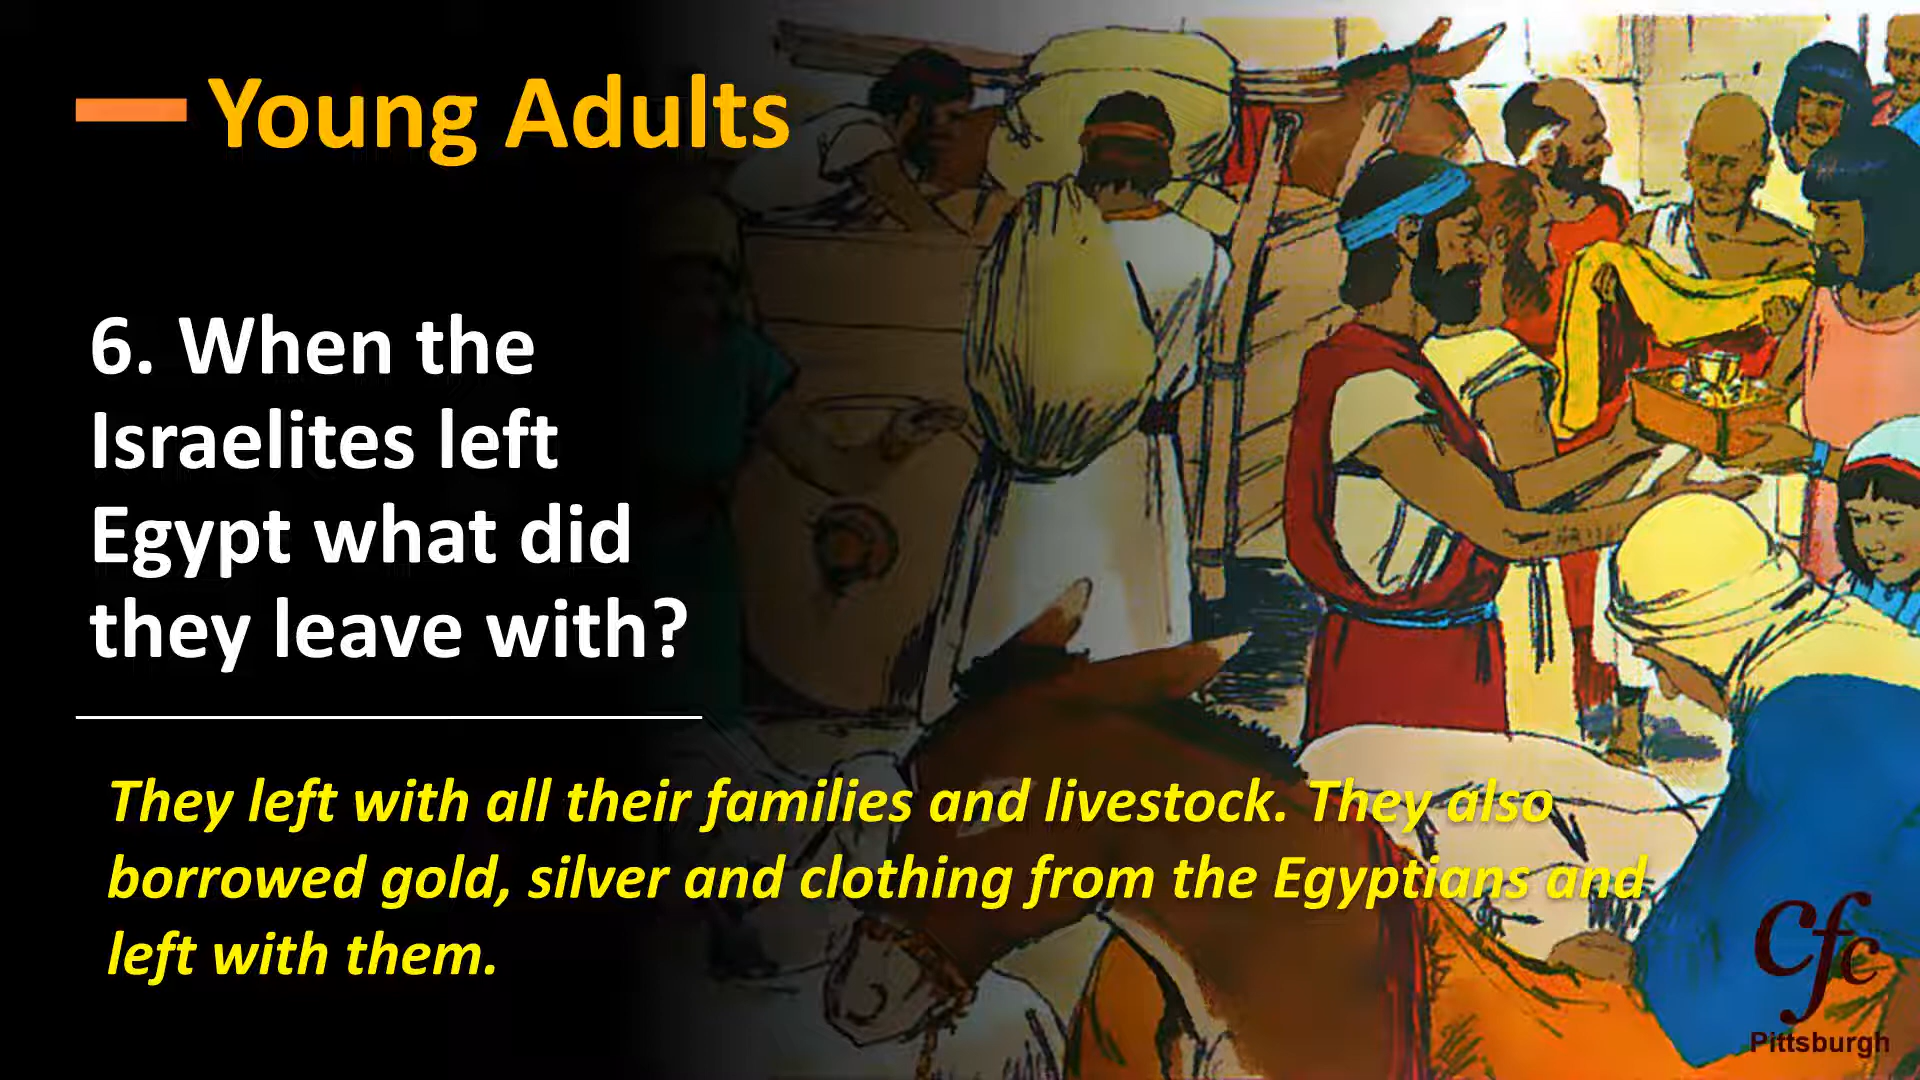 Young Adults
6. When the
Israelites left
Egypt what did
they leave with?
They left with all their families and livestock. They also
borrowed gold, silver and clothing from the Egyptians and
left with them.
cfc
Pittsburgh